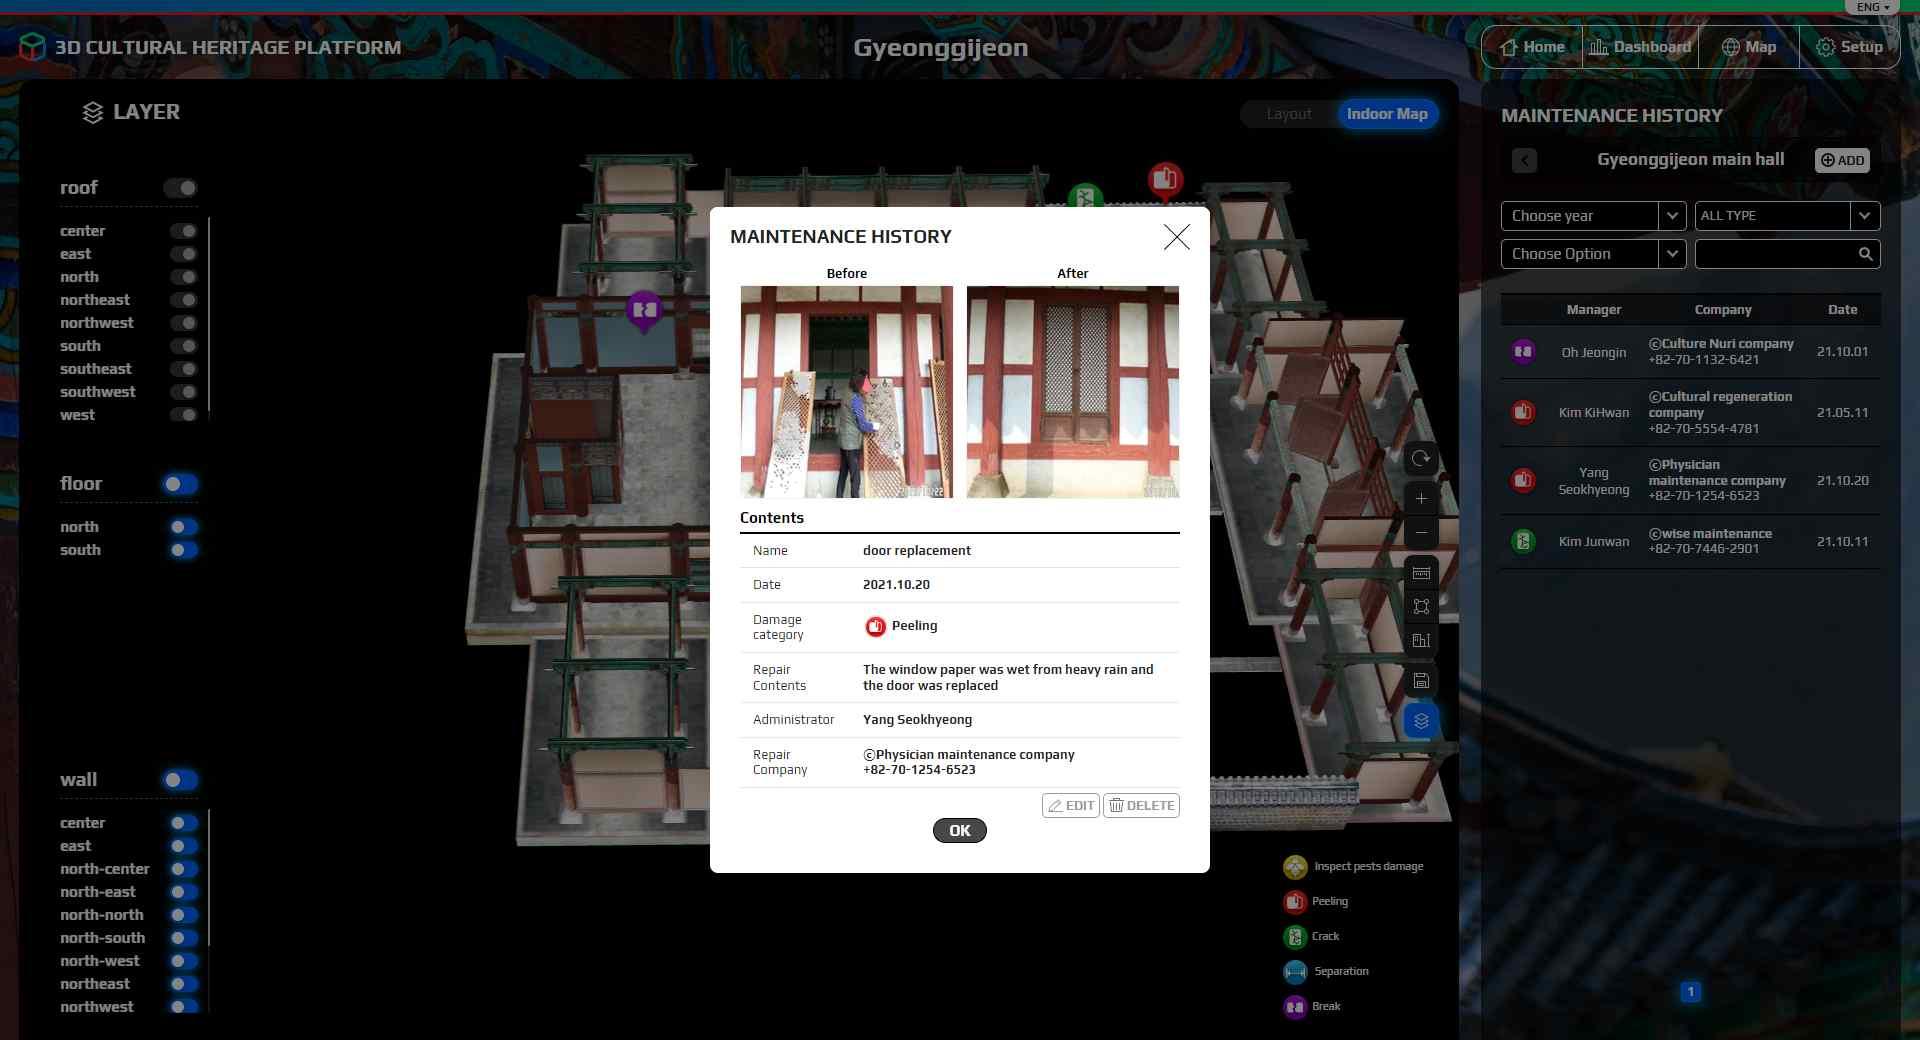 ENG
3D CULTURAL HERITAGE PLATFORM
Gyeonggijeon
Home
Dashboard
Map
Setup
LAYER
Layout
Indoor Map
roof
center
east
north
northeast
northwest
south
southeast
southwest
west
floor
north
south
wall
center
east
north-center
north-east
north-north
north-south
north-west
northeast
northwest
MAINTENANCE HISTORY
Before
After
Contents
Name
door replacement
Date
2021.10.20
Damage
category
Peeling
Repair
Contents
The window paper was wet from heavy rain and
the door was replaced
Administrator
Yang Seokhyeong
Repair
Company
ⓒPhysician maintenance company
+82-70-1254-6523
EDIT
DELETE
OK
Inspect pests damage
Peeling
Crack
Separation
Break
MAINTENANCE HISTORY
Gyeonggijeon main hall
ADD
Choose year
ALL TYPE
Choose Option
Manager
Company
Date
Oh Jeongin
ⓒCulture Nuri company
+82-70-1132-6421
21.10.01
Kim KiHwan
ⓒCultural regeneration
company
+82-70-5554-4781
21.05.11
Yang
Seokhyeong
ⓒPhysician
maintenance company
+82-70-1254-6523
21.10.20
Kim Junwan
ⓒwise maintenance
+82-70-7446-2901
21.10.11
1